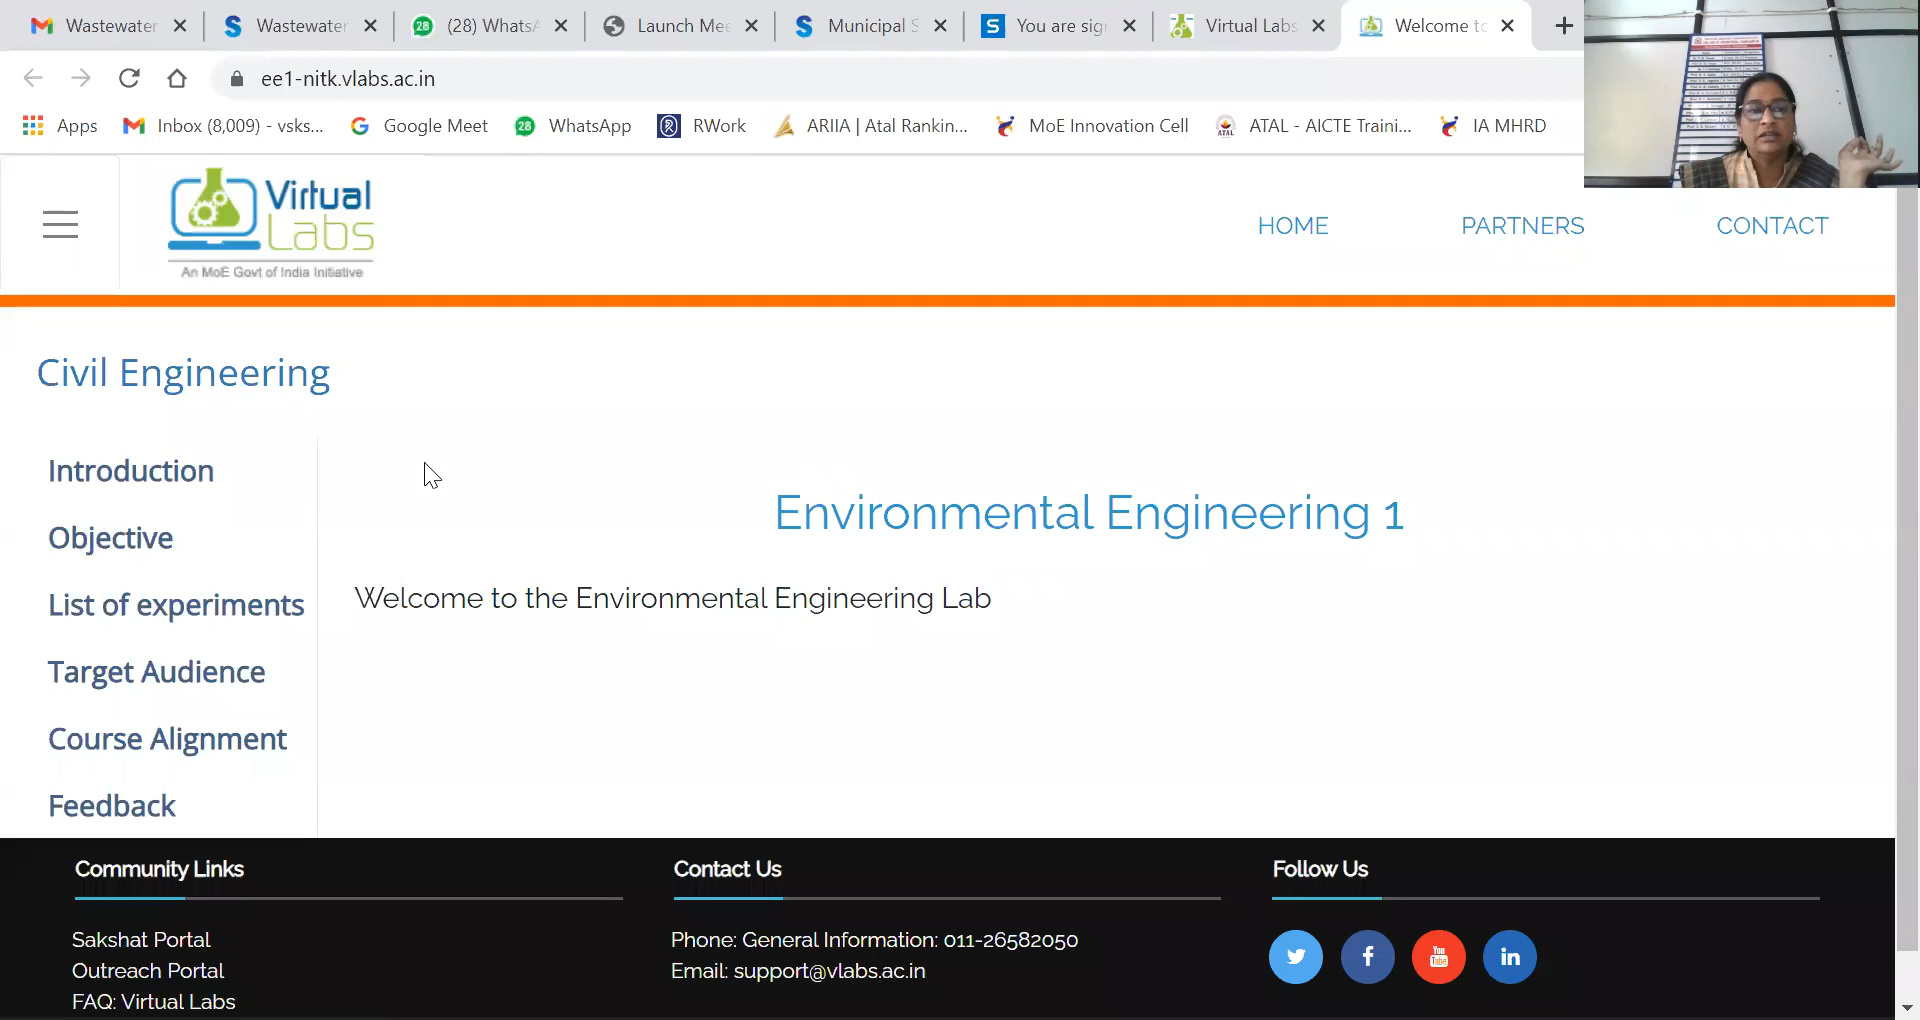 Wastewater
Wastewater
(28) WhatsA
Launch Mee
Municipal S
You are sig
Virtual Labs
Welcome to
ee1-nitk.vlabs.ac.in
Apps
Inbox (8,009) - vsks...
Google Meet
28
WhatsApp
RWork
ARIIA | Atal Rankin...
MoE Innovation Cell
ATAL - AICTE Traini...
IA MHRD
Virtual
Labs
An MoE Govt of India Initiative
HOME
PARTNERS
CONTACT
Civil Engineering
Introduction
Objective
List of experiments
Target Audience
Course Alignment
Feedback
Environmental Engineering 1
Welcome to the Environmental Engineering Lab
Community Links
Sakshat Portal
Outreach Portal
FAQ: Virtual Labs
Contact Us
Phone: General Information: 011-26582050
Email: support@vlabs.ac.in
Follow Us